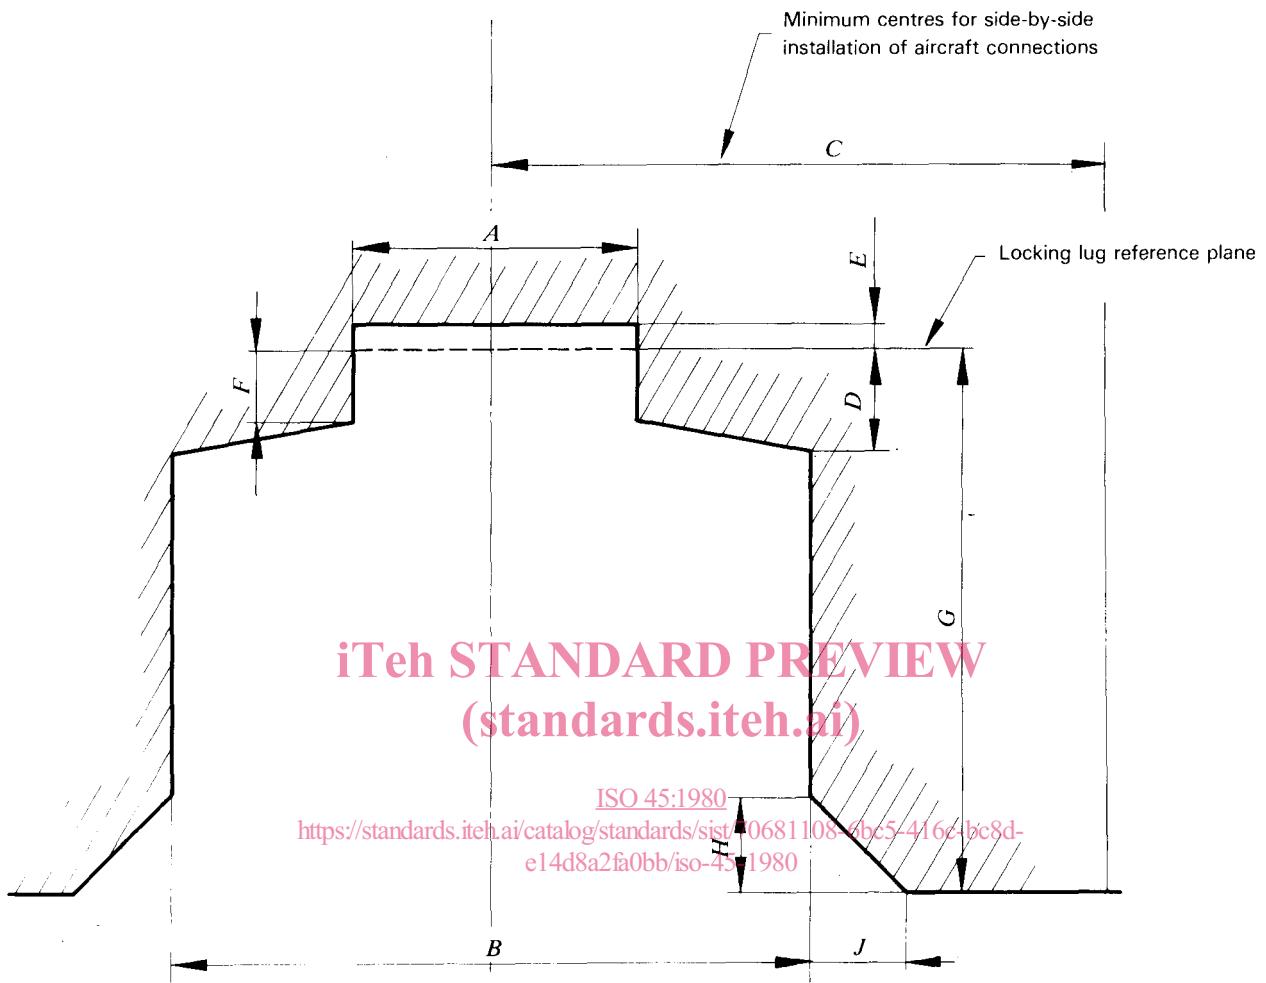 Minimum centres for side-by-side
installation of aircraft connections
C
A
E
Locking lug reference plane
F
D
G
iTeh STANDARD PREVIEW
(standards.iteh.ai)
ISO 45:1980
https://standards.iteh.ai/catalog/standards/sist/70681108-6bc5-416c-bc8d-
H
e14d8a2fa0bb/iso-45-1980
B
J